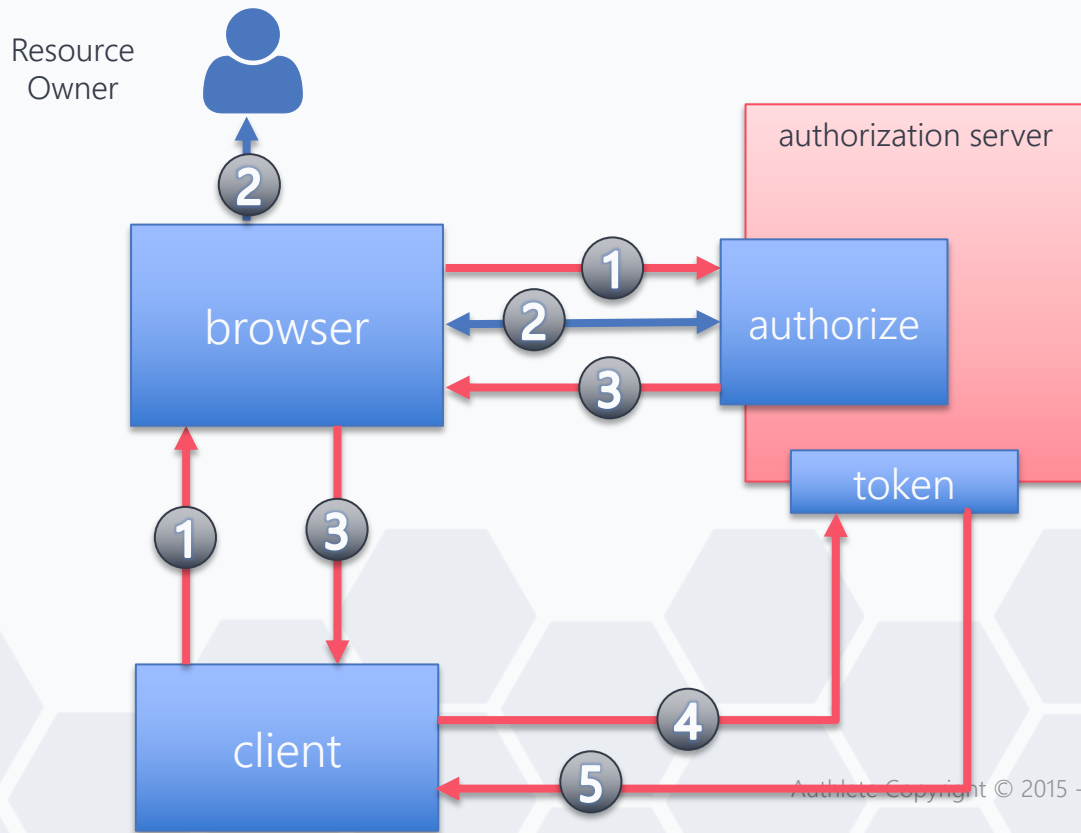 Resource
Owner
authorization server
2
1
browser
2
authorize
3
token
1
3
4
client
5
Authlete Copyright © 2015 -